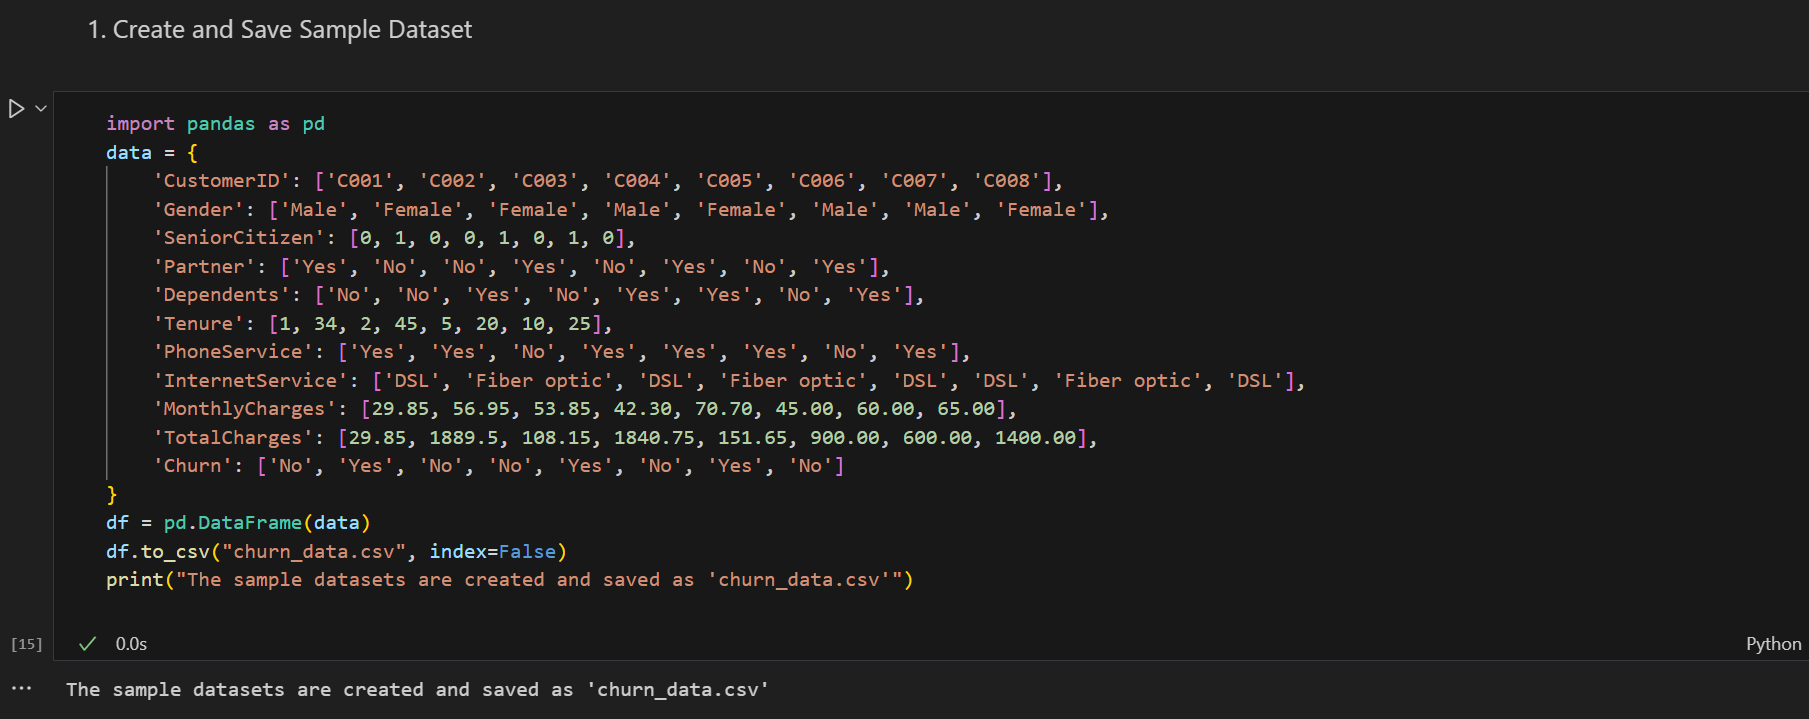 1. Create and Save Sample Dataset
import pandas as pd
data = {
    'CustomerID': ['C001', 'C002', 'C003', 'C004', 'C005', 'C006', 'C007', 'C008'],
    'Gender': ['Male', 'Female', 'Female', 'Male', 'Female', 'Male', 'Male', 'Female'],
    'SeniorCitizen': [0, 1, 0, 0, 1, 0, 1, 0],
    'Partner': ['Yes', 'No', 'No', 'Yes', 'No', 'Yes', 'No', 'Yes'],
    'Dependents': ['No', 'No', 'Yes', 'No', 'Yes', 'Yes', 'No', 'Yes'],
    'Tenure': [1, 34, 2, 45, 5, 20, 10, 25],
    'PhoneService': ['Yes', 'Yes', 'No', 'Yes', 'Yes', 'Yes', 'No', 'Yes'],
    'InternetService': ['DSL', 'Fiber optic', 'DSL', 'Fiber optic', 'DSL', 'DSL', 'Fiber optic', 'DSL'],
    'MonthlyCharges': [29.85, 56.95, 53.85, 42.30, 70.70, 45.00, 60.00, 65.00],
    'TotalCharges': [29.85, 1889.5, 108.15, 1840.75, 151.65, 900.00, 600.00, 1400.00],
    'Churn': ['No', 'Yes', 'No', 'No', 'Yes', 'No', 'Yes', 'No']
}
df = pd.DataFrame(data)
df.to_csv("churn_data.csv", index=False)
print("The sample datasets are created and saved as 'churn_data.csv'")
[15] 0.0s Python
The sample datasets are created and saved as 'churn_data.csv'